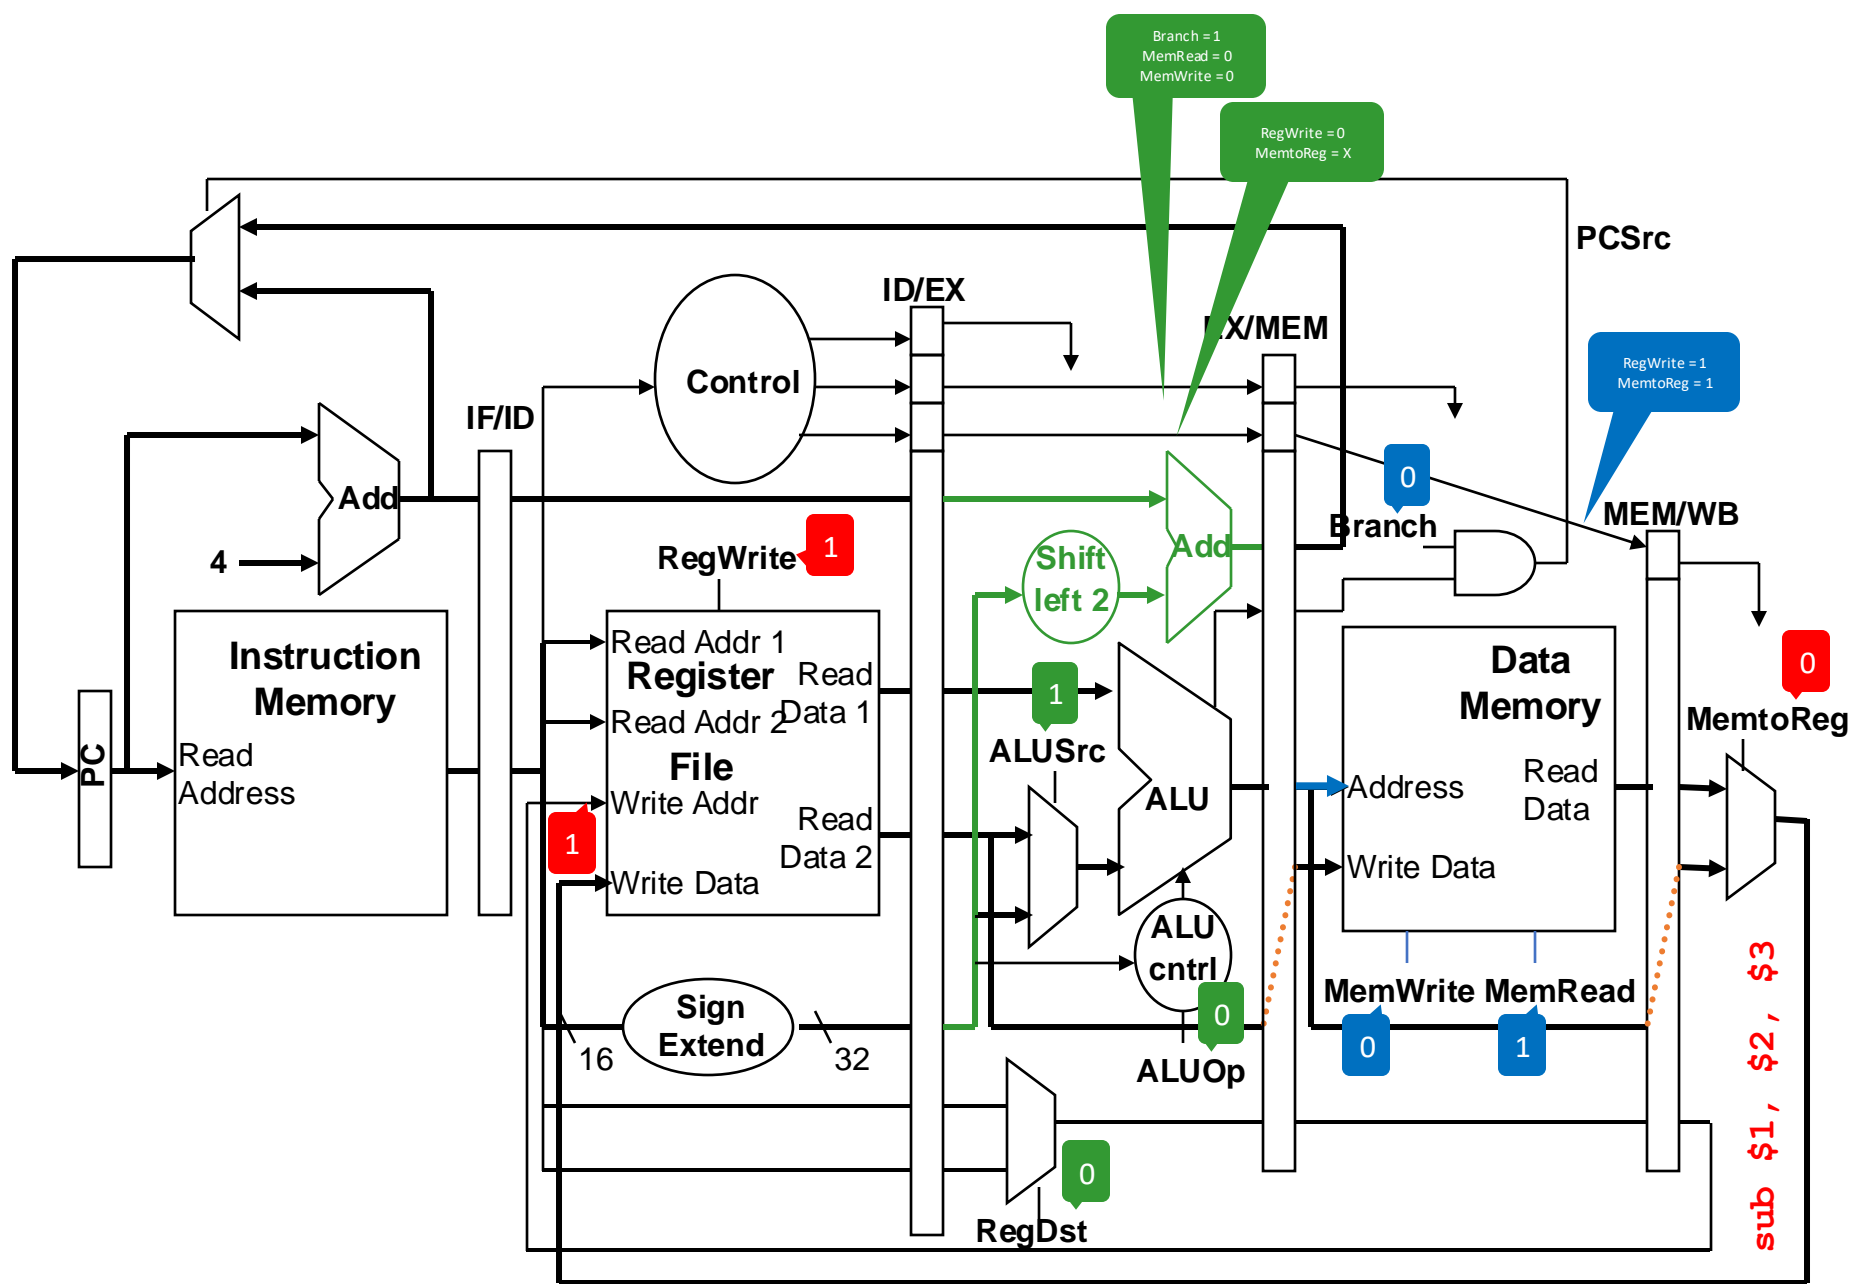 Branch = 1
MemRead = 0
MemWrite = 0
RegWrite = 0
MemtoReg = X
PCSrc
ID/EX
EX/MEM
RegWrite = 1
MemtoReg = 1
Control
IF/ID
0
Add
Branch
MEM/WB
4
RegWrite
1
Shift
left 2
Add
Instruction
Memory
Read
Address
PC
Read Addr 1
Register
Read
Data 1
Read Addr 2
File
Write Addr
1
Read
Data 2
Write Data
1
ALUSrc
ALU
Data
Memory
0
MemtoReg
Address
Read
Data
Write Data
ALU
cntrl
Sign
Extend
16
32
0
ALUOp
MemWrite
MemRead
0
1
0
RegDst
sub $1, $2, $3